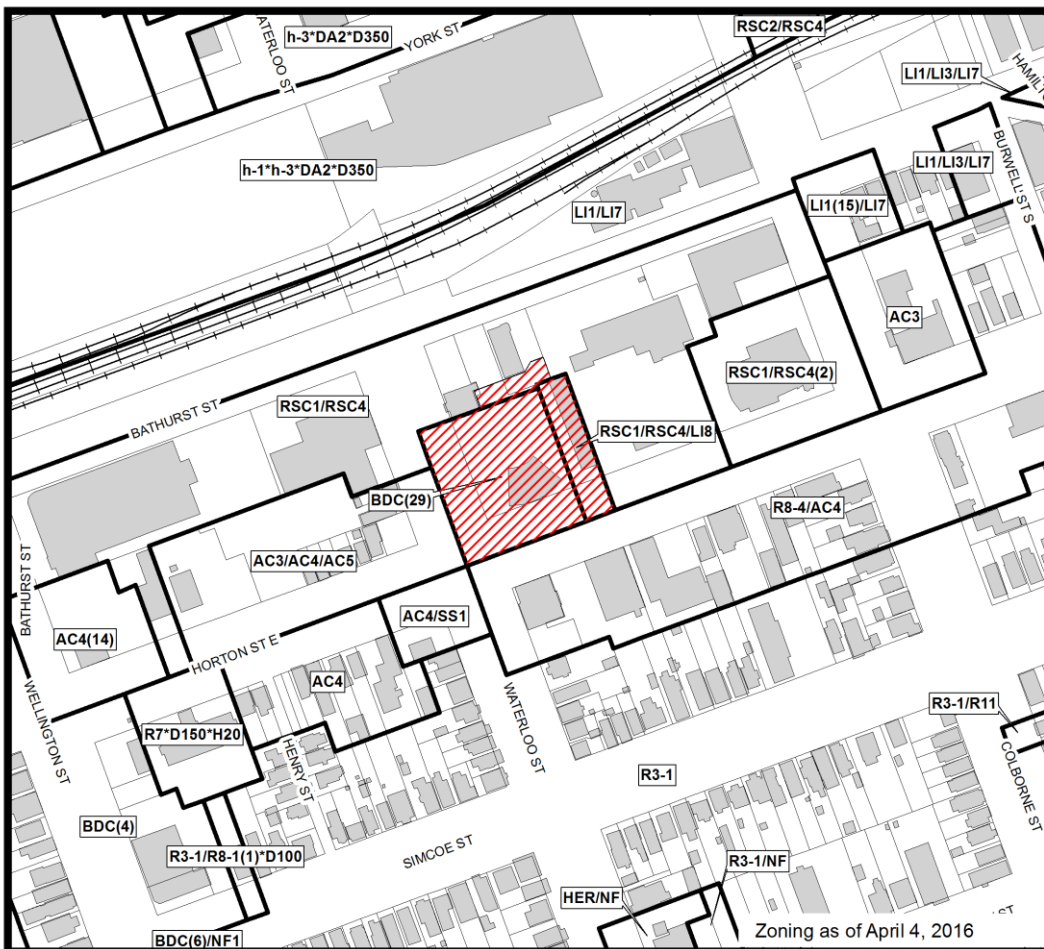 h-3*DA2*D350
YORK ST
ATERLOO ST
RSC2/RSC4
LI1/LI3/LI7
HAMILTO
h-1*h-3*DA2*D350
LI1/LI7
LI1/LI3/LI7
BURWELL ST S
LI1(15)/LI7
AC3
BATHURST ST
RSC1/RSC4
RSC1/RSC4(2)
RSC1/RSC4/LI8
BDC(29)
R8-4/AC4
AC3/AC4/AC5
BATHURST ST
AC4(14)
HORTON ST E
AC4/SS1
AC4
WELLINGTON ST
R7*D150*H20
HENRY ST
WATERLOO ST
R3-1/R11
COLBORNE ST
R3-1
BDC(4)
R3-1/R8-1(1)*D100
SIMCOE ST
R3-1/NF
HER/NF
BDC(6)/NF1
ST
Zoning as of April 4, 2016